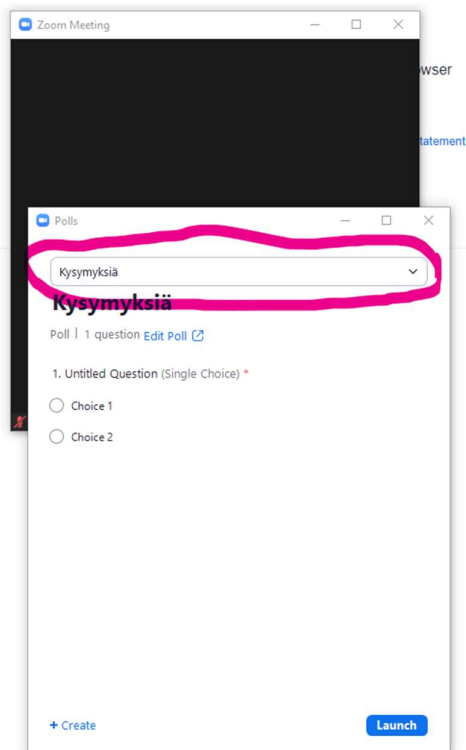 Zoom Meeting
wser
tatement
Polls
Kysymyksiä
Kysymyksiä
Poll | 1 question Edit Poll
1. Untitled Question (Single Choice) *
Choice 1
Choice 2
+ Create
Launch